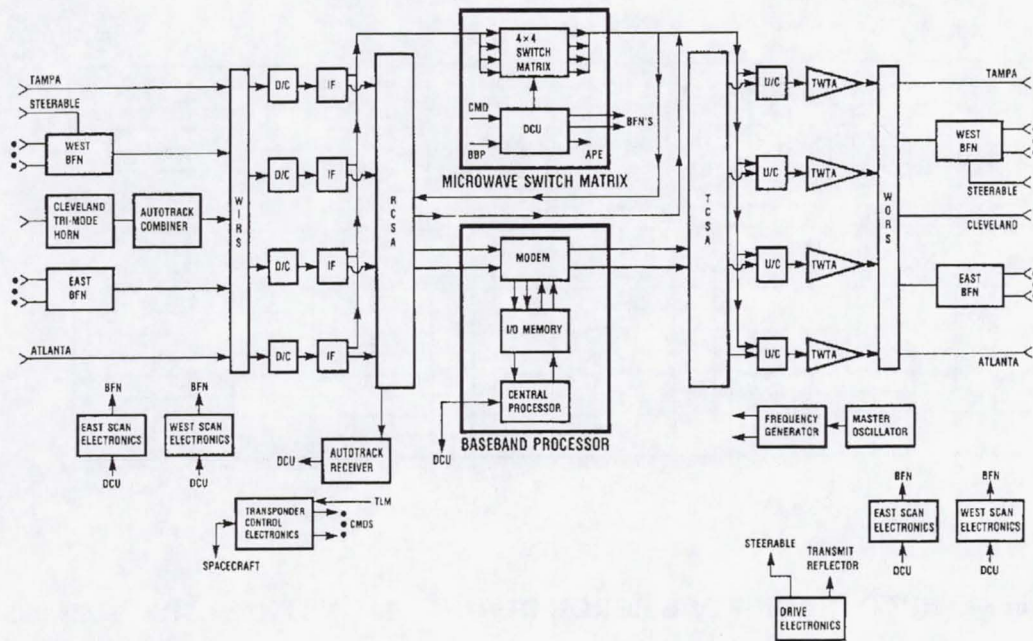 4×4
SWITCH
MATRIX
CMD
DCU
BFN'S
BBP
APE
MICROWAVE SWITCH MATRIX
TAMPA
STEERABLE
WEST
BFN
CLEVELAND
TRI-MODE
HORN
AUTOTRACK
COMBINER
EAST
BFN
ATLANTA
WIRS
D/C
IF
D/C
IF
D/C
IF
D/C
IF
RCSA
MODEM
I/O MEMORY
CENTRAL
PROCESSOR
BASEBAND PROCESSOR
DCU
TCSA
U/C
TWTA
U/C
TWTA
U/C
TWTA
U/C
TWTA
WORS
TAMPA
WEST
BFN
STEERABLE
CLEVELAND
EAST
BFN
ATLANTA
BFN
EAST SCAN
ELECTRONICS
DCU
BFN
WEST SCAN
ELECTRONICS
DCU
DCU
AUTOTRACK
RECEIVER
TRANSPONDER
CONTROL
ELECTRONICS
TLM
CMDS
SPACECRAFT
FREQUENCY
GENERATOR
MASTER
OSCILLATOR
BFN
EAST SCAN
ELECTRONICS
DCU
BFN
WEST SCAN
ELECTRONICS
DCU
STEERABLE
TRANSMIT
REFLECTOR
DRIVE
ELECTRONICS